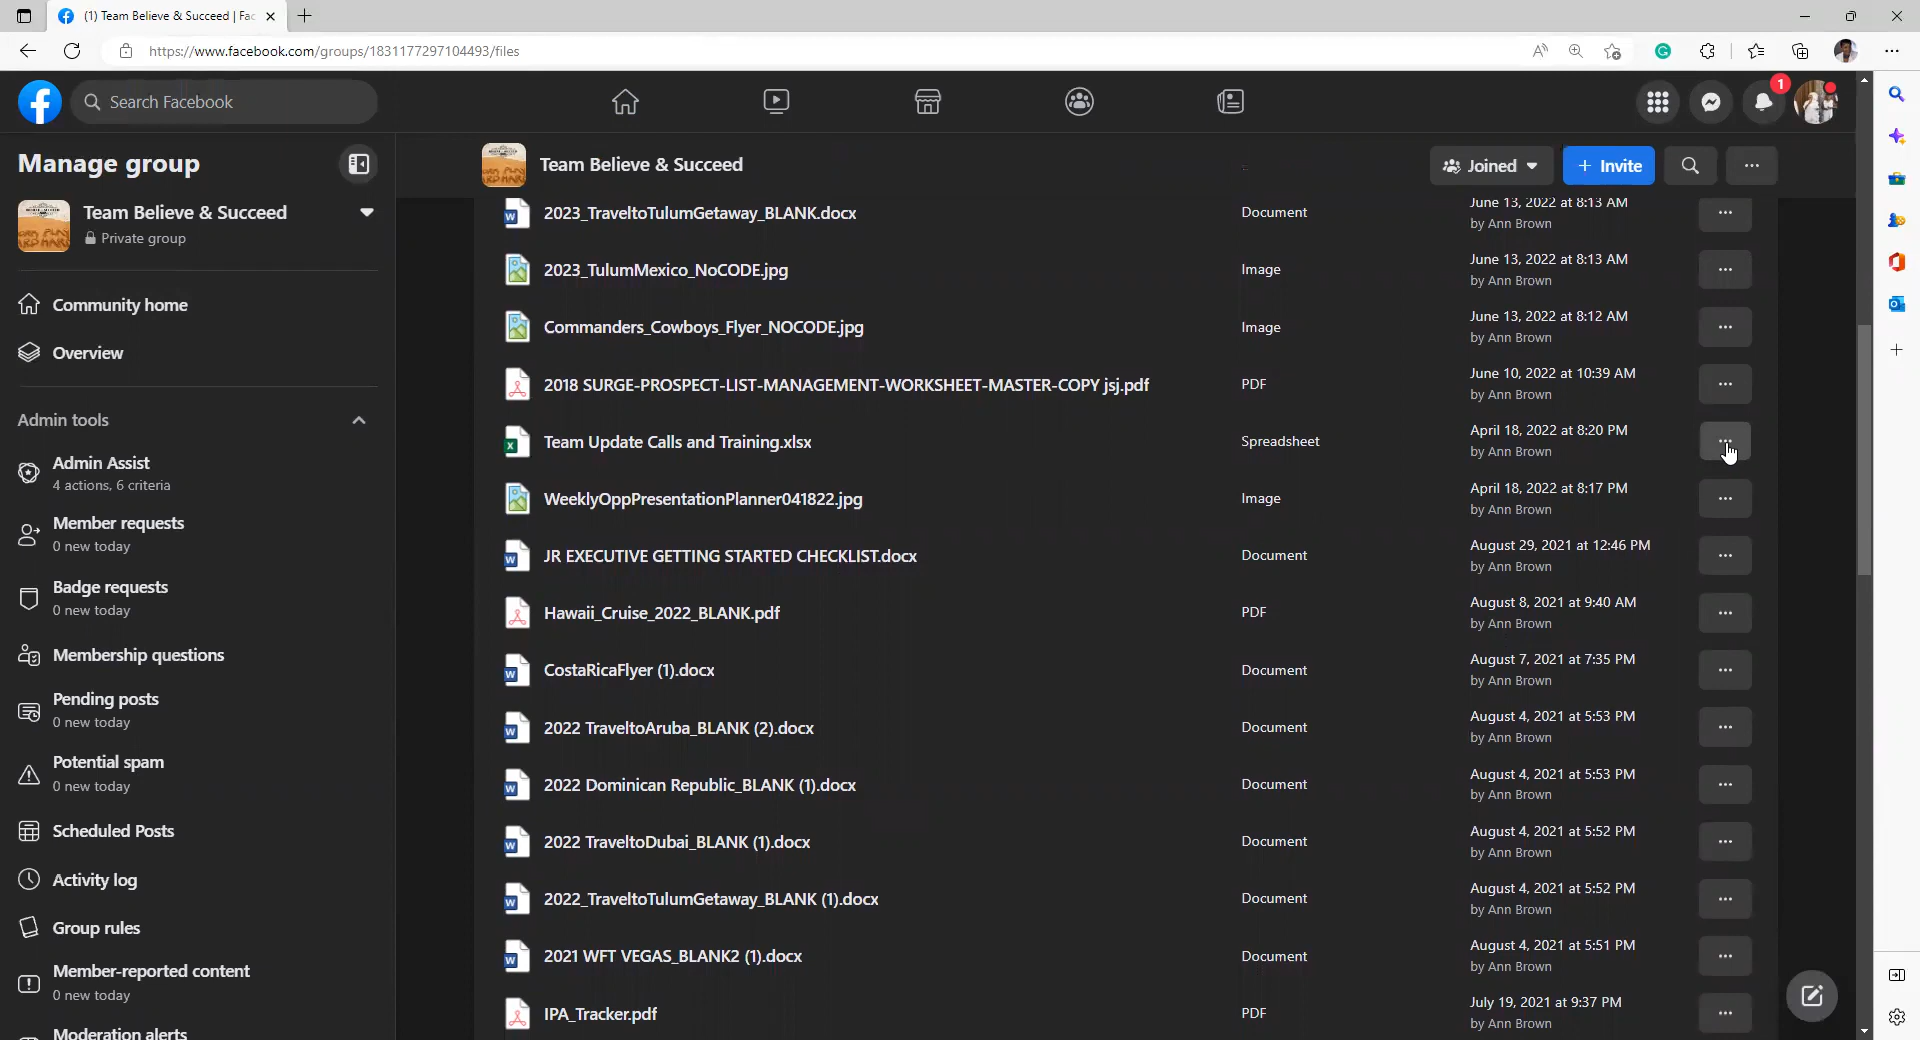 (1) Team Believe & Succeed | Fac
https://www.facebook.com/groups/1831177297104493/files
Search Facebook
1
Manage group
Team Believe & Succeed
Private group
Community home
Overview
Admin tools
Admin Assist
4 actions, 6 criteria
Member requests
0 new today
Badge requests
0 new today
Membership questions
Pending posts
0 new today
Potential spam
0 new today
Scheduled Posts
Activity log
Group rules
Member-reported content
0 new today
Moderation alerts
Team Believe & Succeed
Joined
+ Invite
2023_TraveltoTulumGetaway_BLANK.docx Document June 13, 2022 at 8:13 AM
by Ann Brown
2023_TulumMexico_NoCODE.jpg Image June 13, 2022 at 8:13 AM
by Ann Brown
Commanders_Cowboys_Flyer_NOCODE.jpg Image June 13, 2022 at 8:12 AM
by Ann Brown
2018 SURGE-PROSPECT-LIST-MANAGEMENT-WORKSHEET-MASTER-COPY jsj.pdf PDF June 10, 2022 at 10:39 AM
by Ann Brown
Team Update Calls and Training.xlsx Spreadsheet April 18, 2022 at 8:20 PM
by Ann Brown
WeeklyOppPresentationPlanner041822.jpg Image April 18, 2022 at 8:17 PM
by Ann Brown
JR EXECUTIVE GETTING STARTED CHECKLIST.docx Document August 29, 2021 at 12:46 PM
by Ann Brown
Hawaii_Cruise_2022_BLANK.pdf PDF August 8, 2021 at 9:40 AM
by Ann Brown
CostaRicaFlyer (1).docx Document August 7, 2021 at 7:35 PM
by Ann Brown
2022 TraveltoAruba_BLANK (2).docx Document August 4, 2021 at 5:53 PM
by Ann Brown
2022 Dominican Republic_BLANK (1).docx Document August 4, 2021 at 5:53 PM
by Ann Brown
2022 TraveltoDubai_BLANK (1).docx Document August 4, 2021 at 5:52 PM
by Ann Brown
2022_TraveltoTulumGetaway_BLANK (1).docx Document August 4, 2021 at 5:52 PM
by Ann Brown
2021 WFT VEGAS_BLANK2 (1).docx Document August 4, 2021 at 5:51 PM
by Ann Brown
IPA_Tracker.pdf PDF July 19, 2021 at 9:37 PM
by Ann Brown